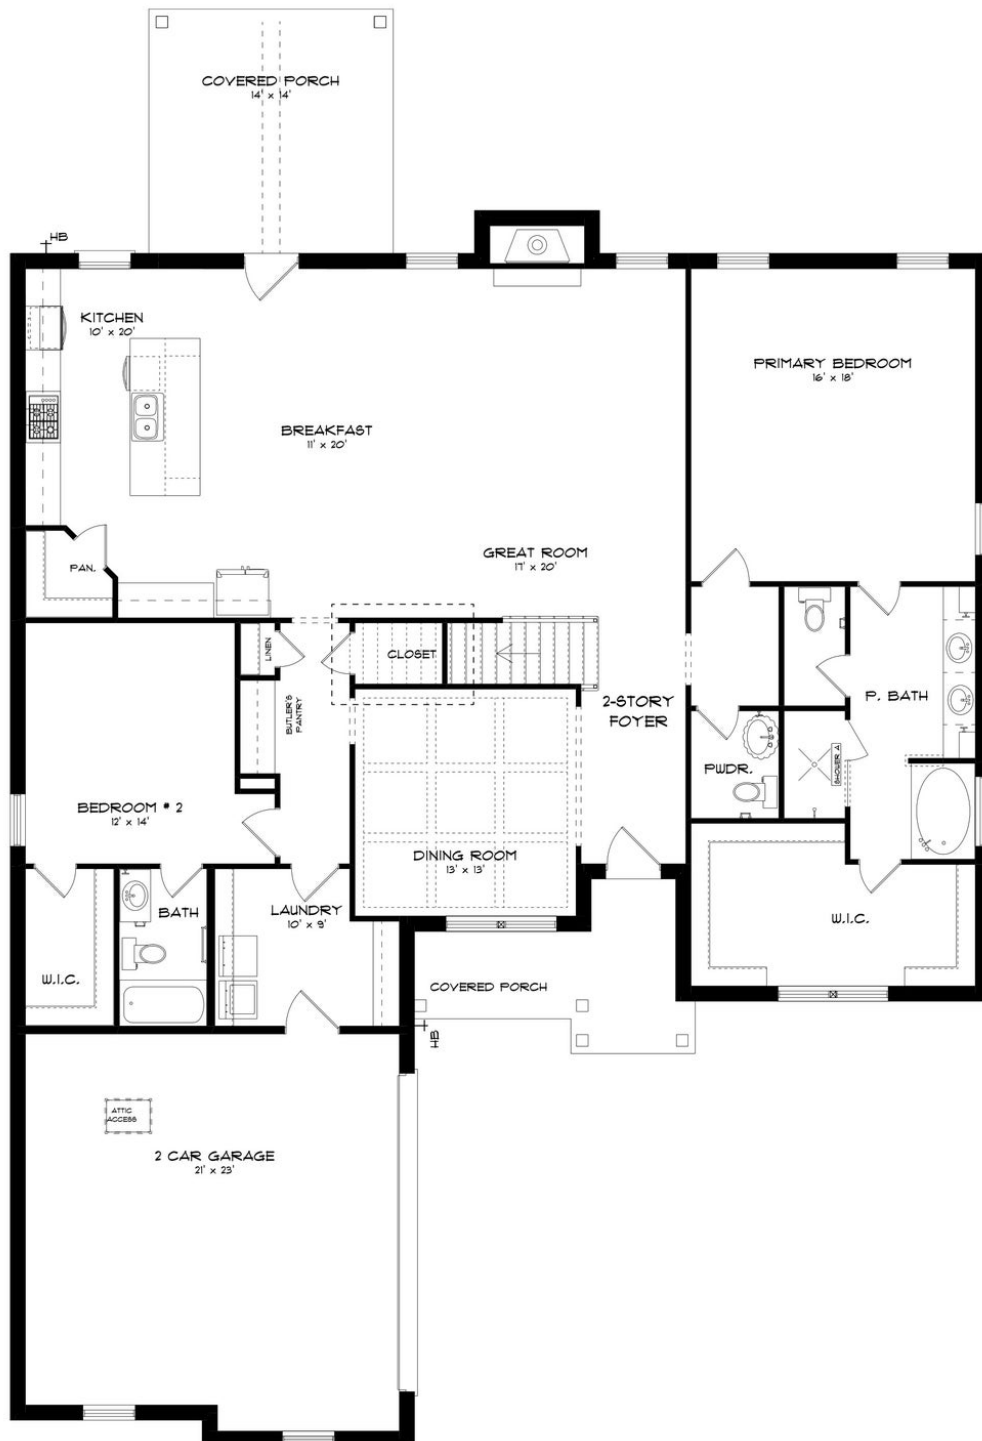 COVERED PORCH
14' x 14'
HB
KITCHEN
10' x 20'
PRIMARY BEDROOM
16' x 18'
BREAKFAST
11' x 20'
GREAT ROOM
17' x 20'
PAN.
LINEN
CLOSET
BUTLER'S
PANTRY
2-STORY
FOYER
P. BATH
PWDR.
SHOWER A
BEDROOM # 2
12' x 14'
DINING ROOM
13' x 13'
BATH
LAUNDRY
10' x 9'
W.I.C.
W.I.C.
COVERED PORCH
HB
ATTIC
ACCESS
2 CAR GARAGE
21' x 23'